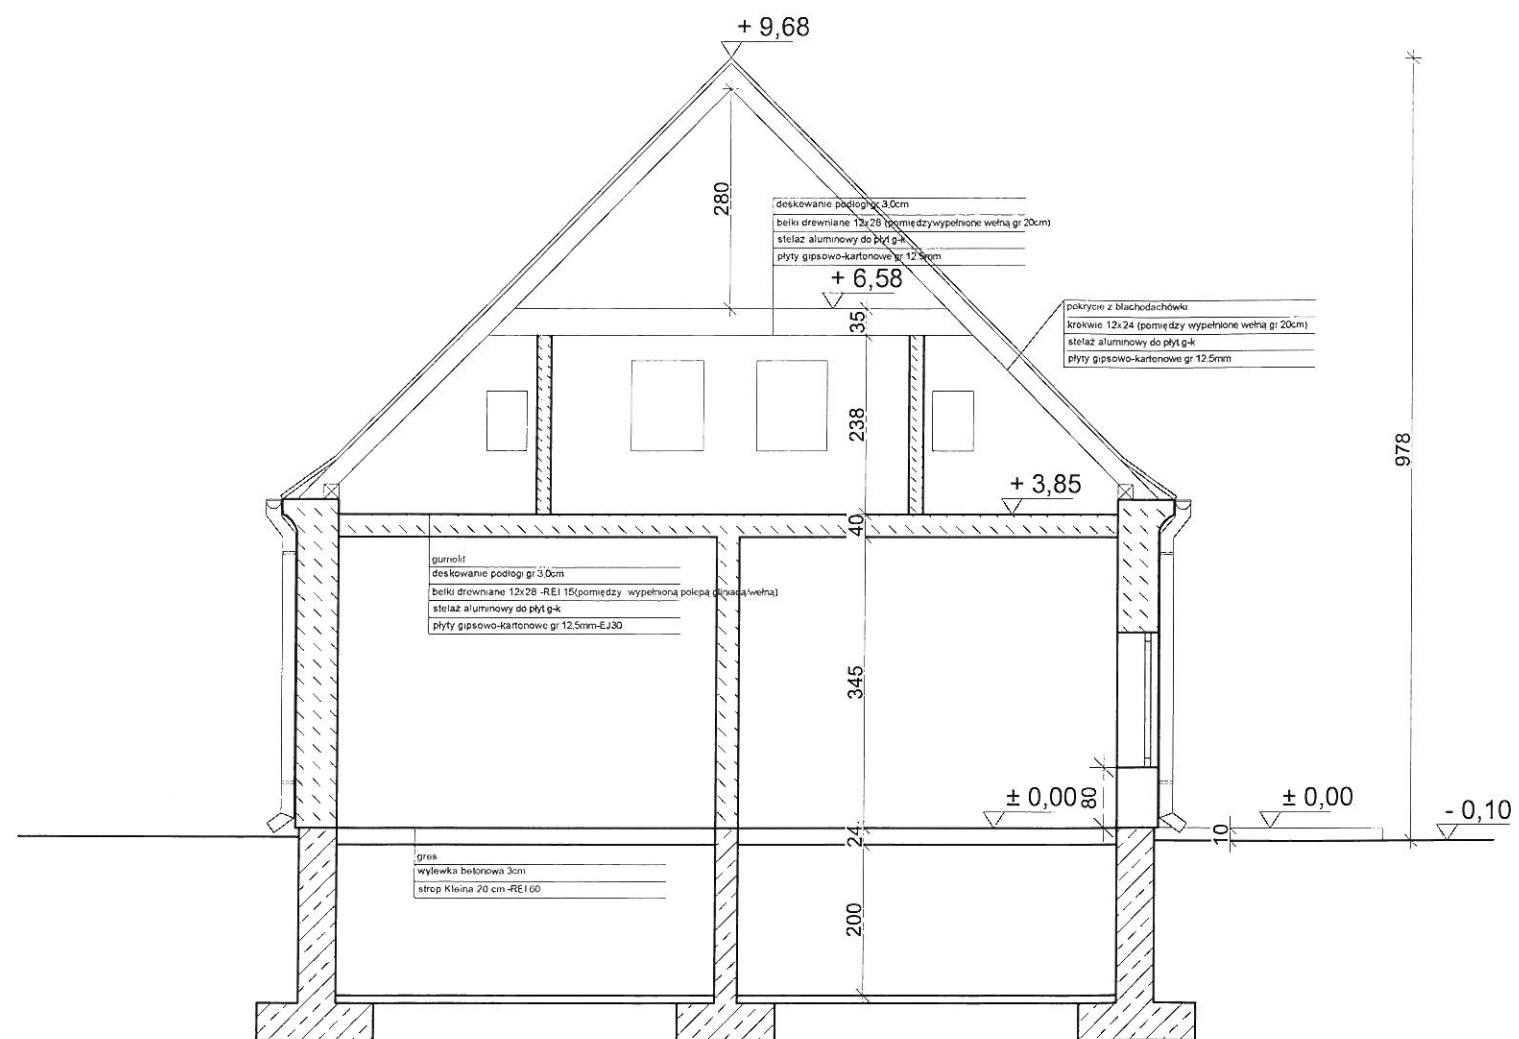 + 9,68
280
deskowanie podłogi gr 3,0cm
belki drewniane 12x28 (pomiędzywypełnione wełną gr 20cm)
stelaż aluminowy do płyt g-k
płyty gipsowo-kartonowe gr 12,5mm
+ 6,58
35
pokrycie z blachodachówki
krokwie 12x24 (pomiędzy wypełnione wełną gr 20cm)
stelaż aluminowy do płyt g-k
płyty gipsowo-kartonowe gr 12.5mm
238
978
+ 3,85
40
gumolit
deskowanie podłogi gr 3,0cm
belki drewniane 12x28 -REI 15(pomiędzy wypełnioną polepą glinianą/wełną)
stelaż aluminowy do płyt g-k
płyty gipsowo-kartonowe gr 12,5mm-EJ30
345
± 0,00
80
± 0,00
- 0,10
24
10
gres
wylewka betonowa 3cm
strop Kleina 20 cm -REI 60
200